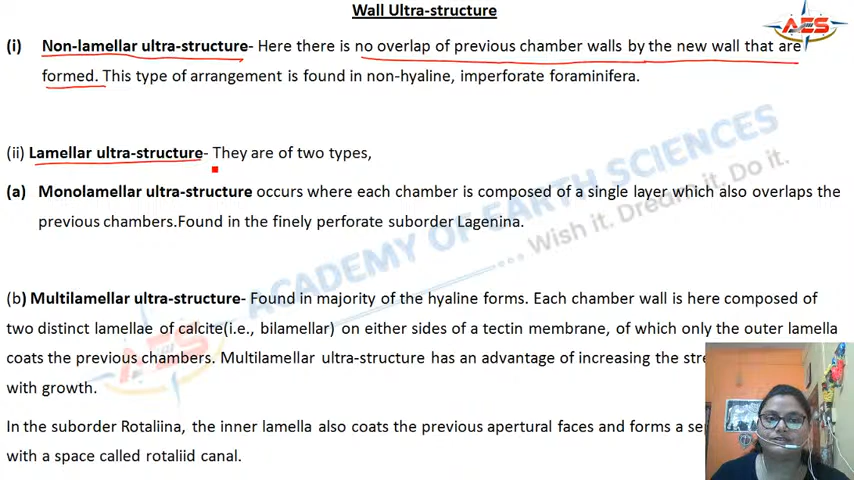 Wall Ultra-structure
AES
(i) Non-lamellar ultra-structure- Here there is no overlap of previous chamber walls by the new wall that are
formed. This type of arrangement is found in non-hyaline, imperforate foraminifera.
(ii) Lamellar ultra-structure- They are of two types,
(a) Monolamellar ultra-structure occurs where each chamber is composed of a single layer which also overlaps the
previous chambers.Found in the finely perforate suborder Lagenina.
(b) Multilamellar ultra-structure- Found in majority of the hyaline forms. Each chamber wall is here composed of
two distinct lamellae of calcite(i.e., bilamellar) on either sides of a tectin membrane, of which only the outer lamella
coats the previous chambers. Multilamellar ultra-structure has an advantage of increasing the
with growth.
In the suborder Rotaliina, the inner lamella also coats the previous apertural faces and forms a
with a space called rotaliid canal.
AES
ACADEMY OF EARTH SCIENCES
...Wish it. Dream it. Do it.